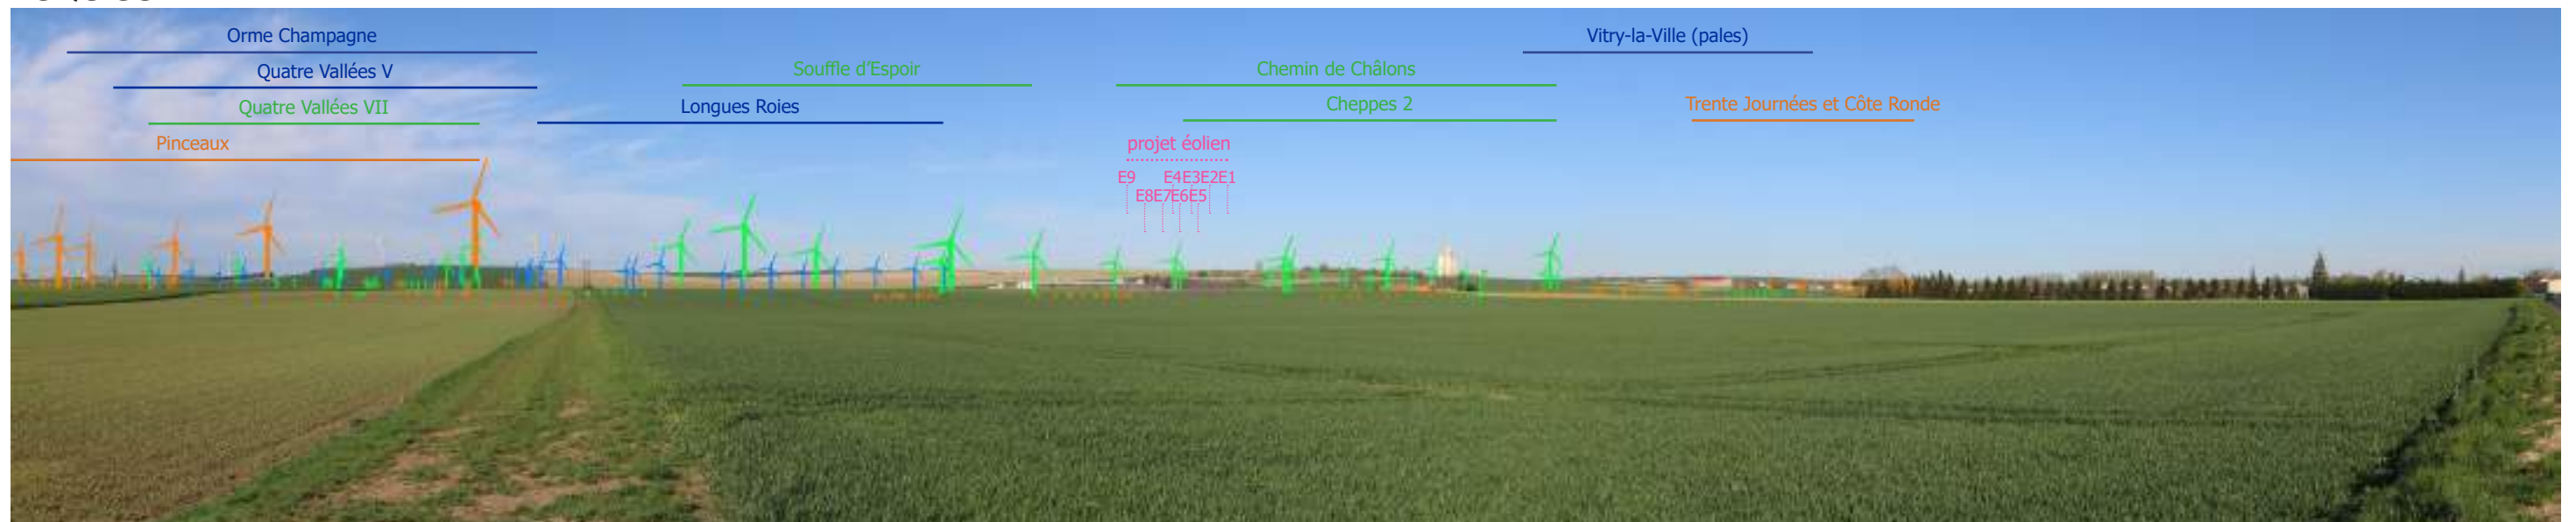 Orme Champagne
Vitry-la-Ville (pales)
Quatre Vallées V
Souffle d'Espoir
Chemin de Châlons
Quatre Vallées VII
Longues Roies
Cheppes 2
Trente Journées et Côte Ronde
Pinceaux
projet éolien
E9 E4E3E2E1
E8E7E6E5